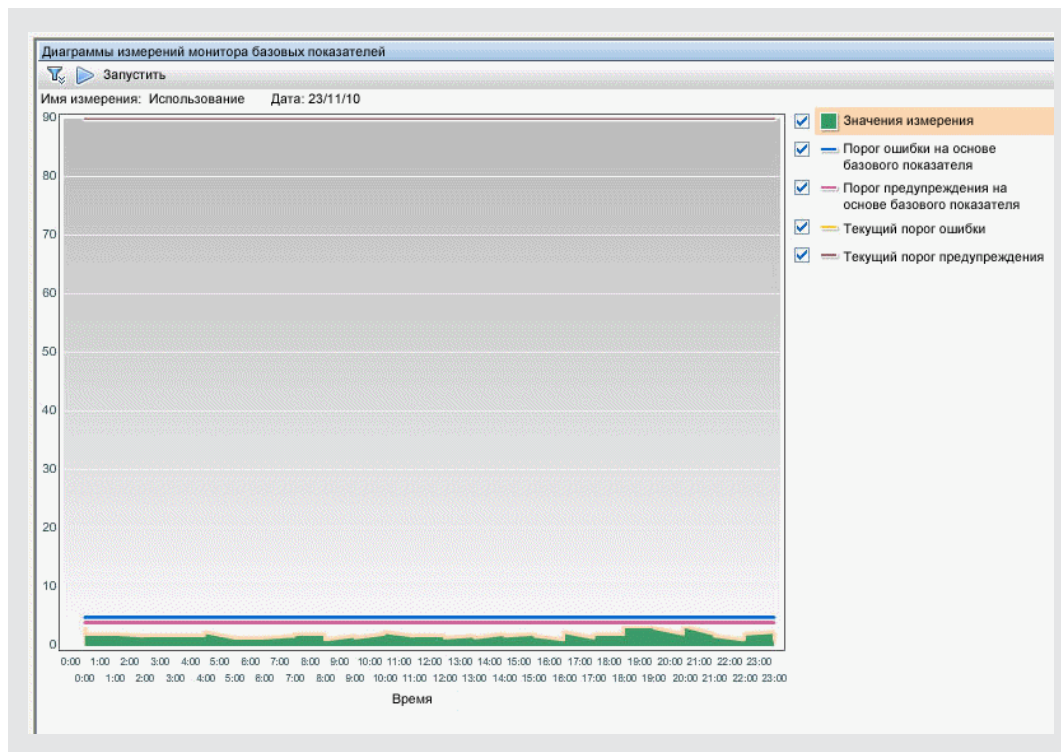 Диаграммы измерений монитора базовых показателей
Запустить
Имя измерения: Использование Дата: 23/11/10
90
80
70
60
50
40
30
20
10
0
Значения измерения
Порог ошибки на основе
базового показателя
Порог предупреждения на
основе базового показателя
Текущий порог ошибки
Текущий порог предупреждения
0:00 1:00 2:00 3:00 4:00 5:00 6:00 7:00 8:00 9:00 10:00 11:00 12:00 13:00 14:00 15:00 16:00 17:00 18:00 19:00 20:00 21:00 22:00 23:00
0:00 1:00 2:00 3:00 4:00 5:00 6:00 7:00 8:00 9:00 10:00 11:00 12:00 13:00 14:00 15:00 16:00 17:00 18:00 19:00 20:00 21:00 22:00 23:00
Время